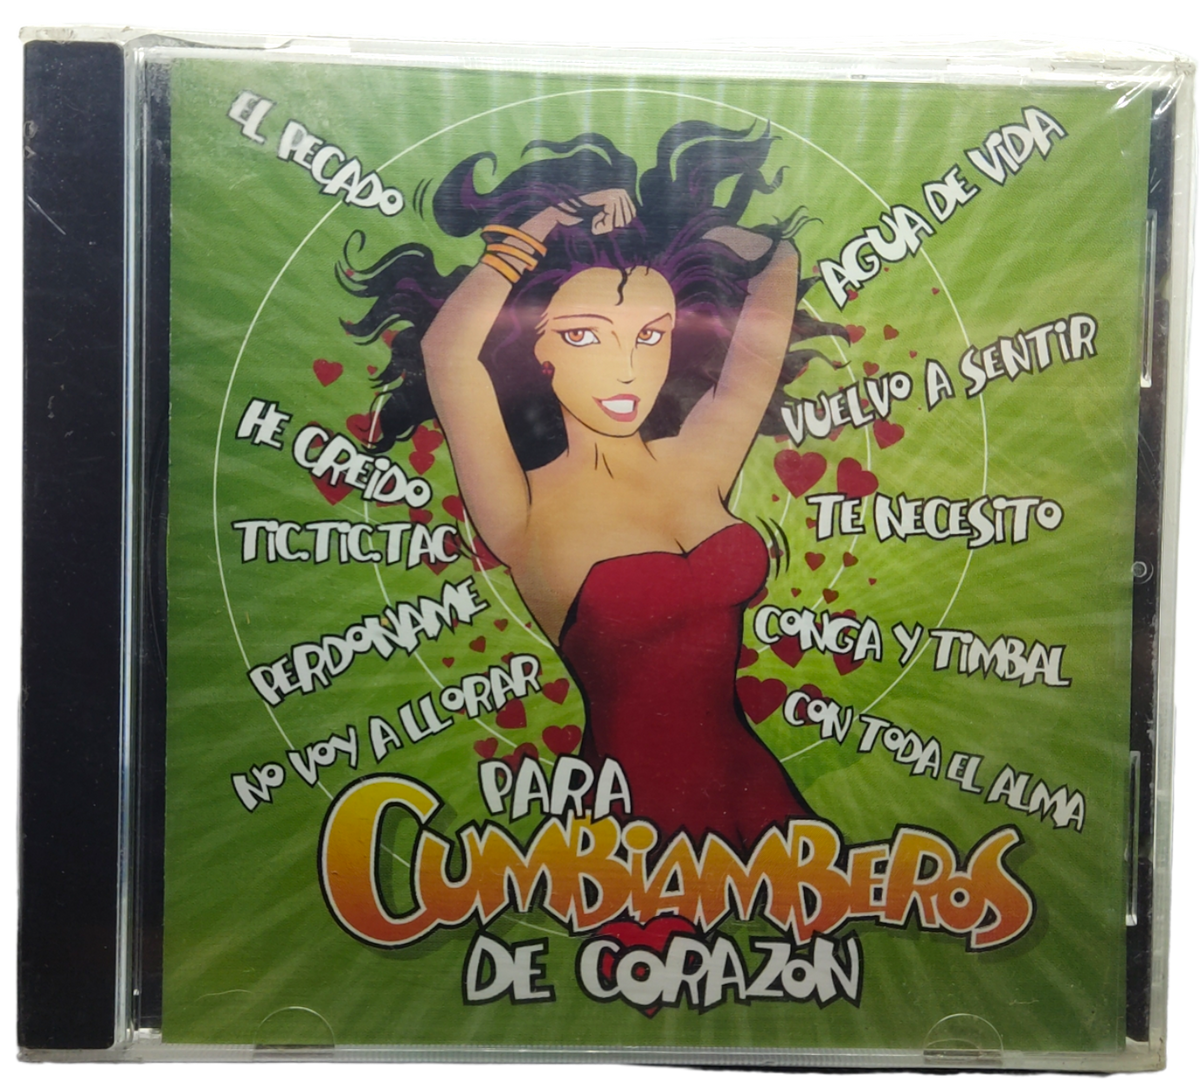 EL PECADO
HE CREIDO
TIC.TIC.TAC
PERDONAME
NO VOY A LLORAR
AGUA DE VIDA
VUELVO A SENTIR
TE NECESITO
CONGA Y TIMBAL
CON TODA EL ALMA
PARA
CUMBIAMBEROS
DE CORAZON